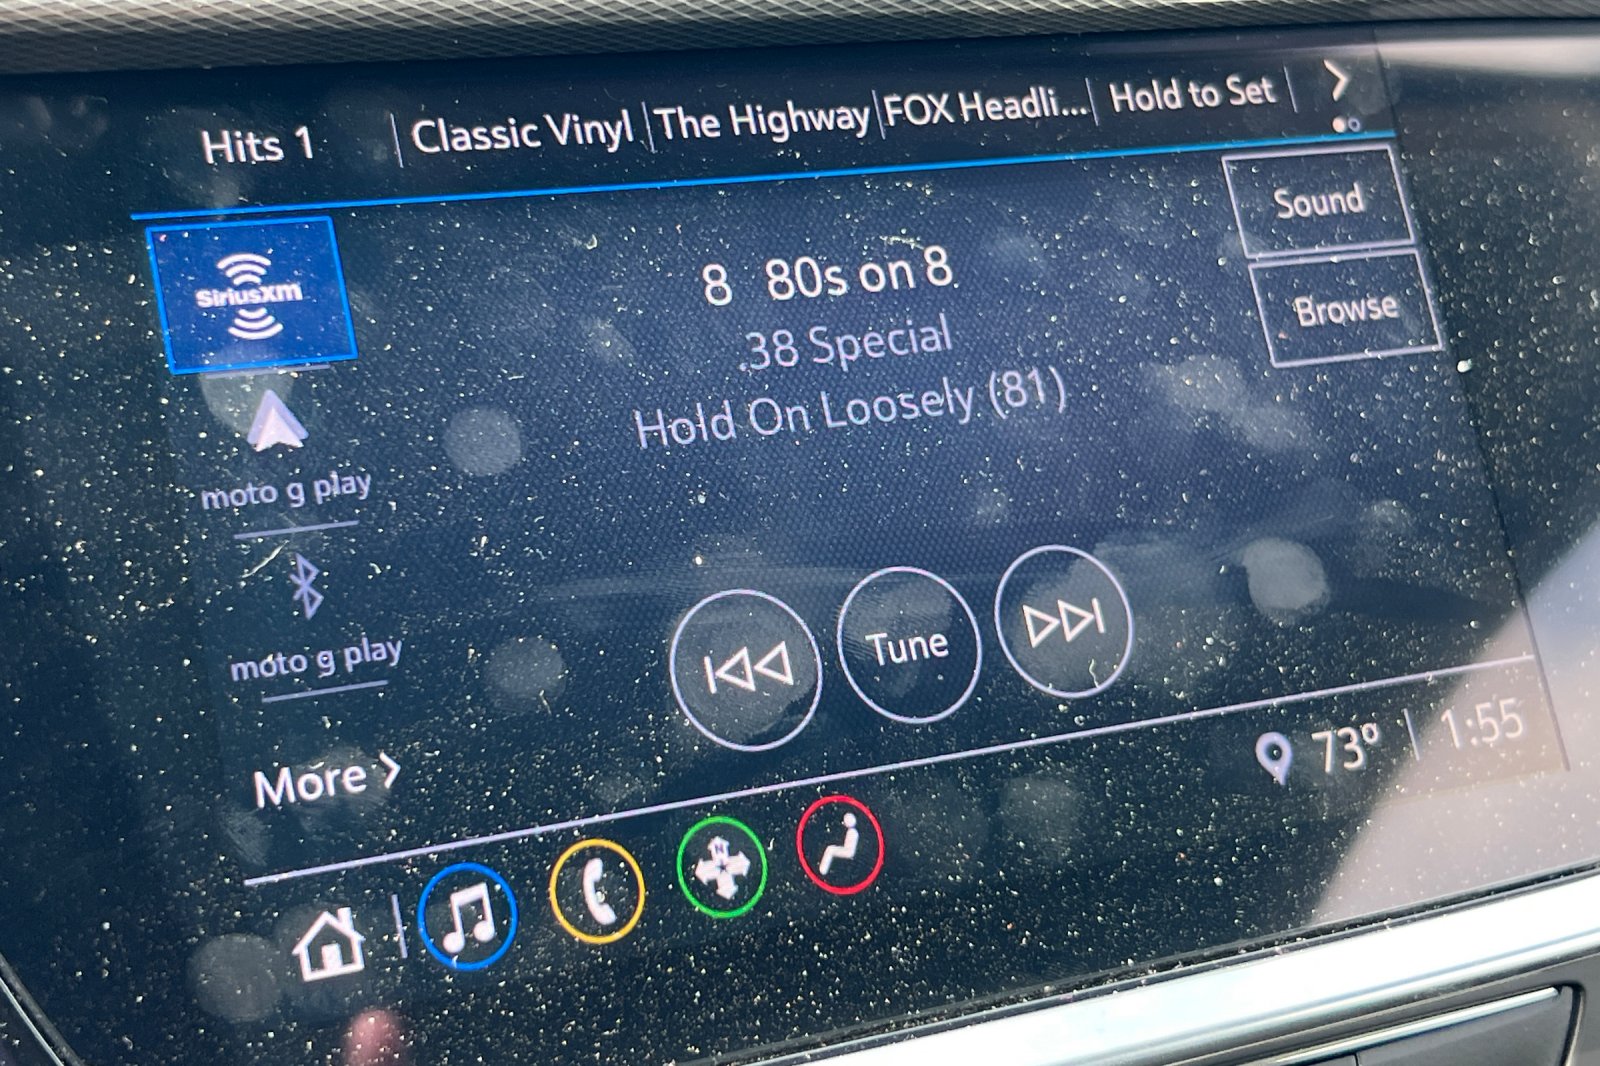 Hits 1 Classic Vinyl The Highway FOX Headli... Hold to Set
Sound
SiriusXm
8 80s on 8
Browse
.38 Special
Hold On Loosely (81)
moto g play
Tune
moto g play
More
73° 1:55
N